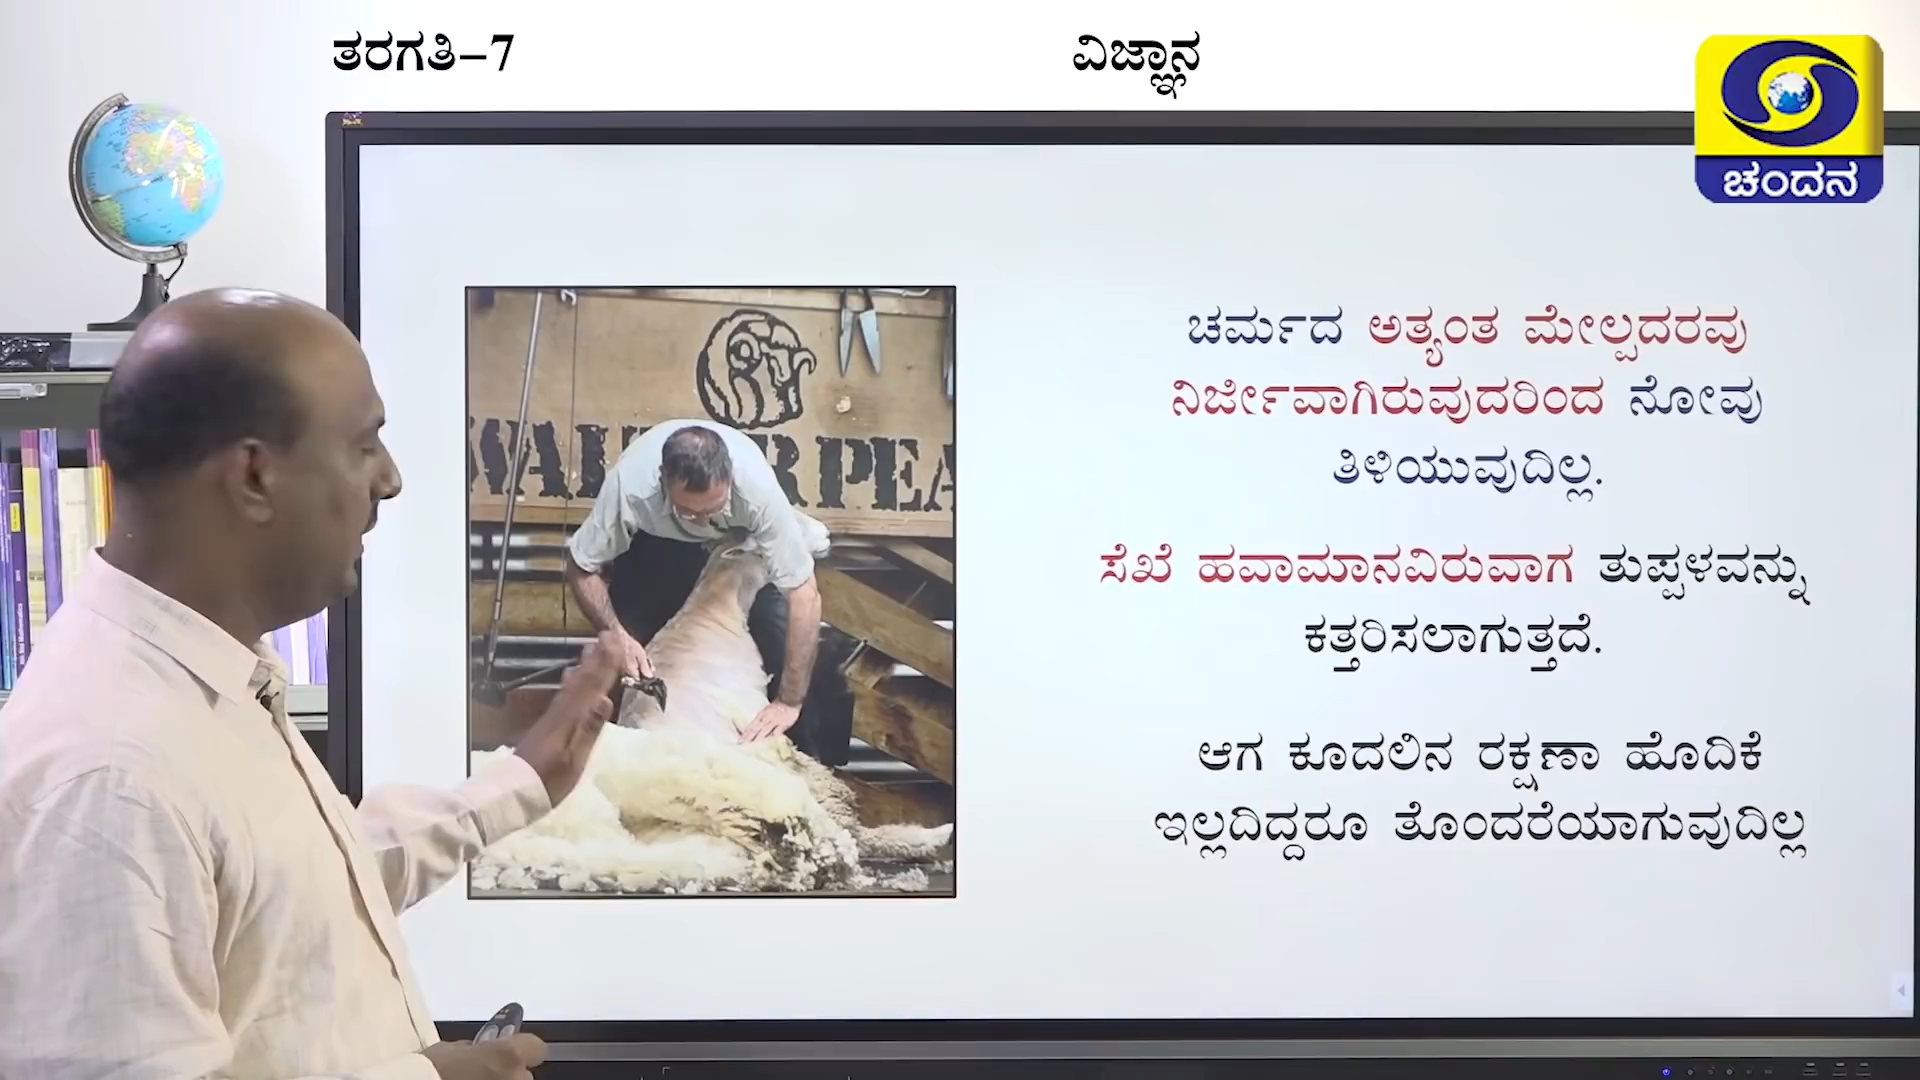 ತರಗತಿ-7
ವಿಜ್ಞಾನ
ಚಂದನ
ಚರ್ಮದ ಅತ್ಯಂತ ಮೇಲ್ಪದರವು
ನಿರ್ಜೀವಾಗಿರುವುದರಿಂದ ನೋವು
ತಿಳಿಯುವುದಿಲ್ಲ.
ಸೆಖೆ ಹವಾಮಾನವಿರುವಾಗ ತುಪ್ಪಳವನ್ನು
ಕತ್ತರಿಸಲಾಗುತ್ತದೆ.
ಆಗ ಕೂದಲಿನ ರಕ್ಷಣಾ ಹೊದಿಕೆ
ಇಲ್ಲದಿದ್ದರೂ ತೊಂದರೆಯಾಗುವುದಿಲ್ಲ